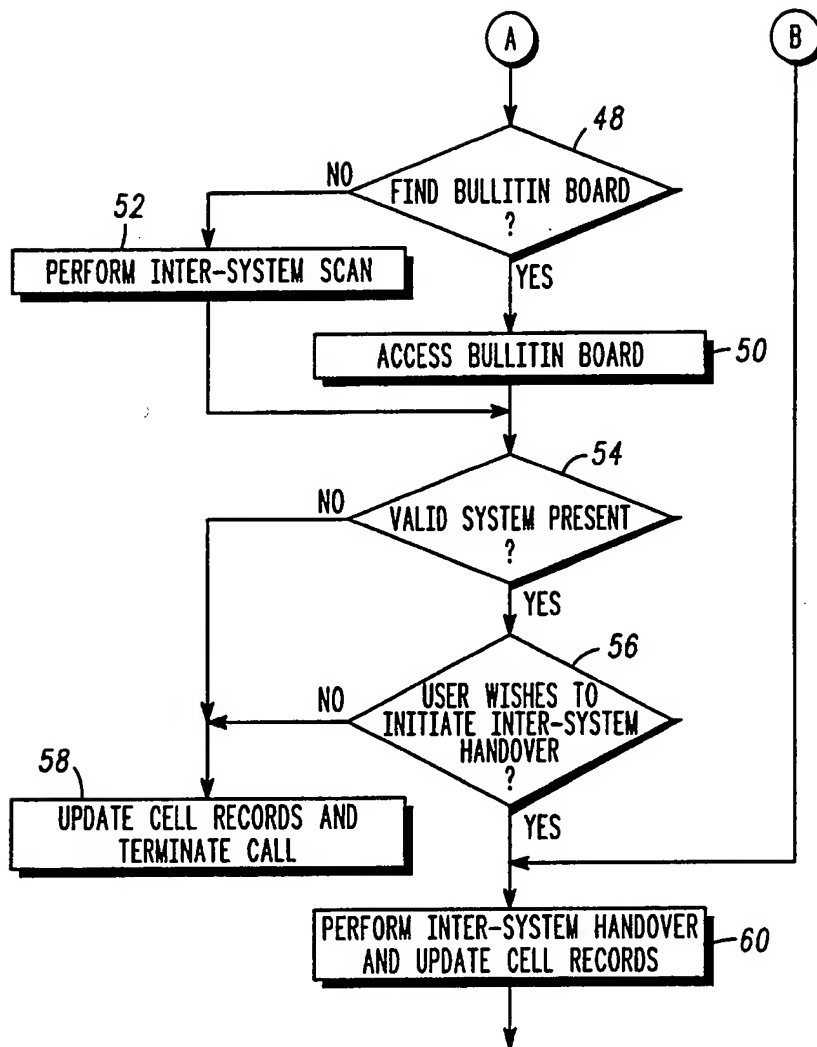 A
B
48
NO
FIND BULLITIN BOARD
?
52
YES
PERFORM INTER-SYSTEM SCAN
ACCESS BULLITIN BOARD
50
54
NO
VALID SYSTEM PRESENT
?
YES
56
NO
USER WISHES TO
INITIATE INTER-SYSTEM
HANDOVER
?
58
YES
UPDATE CELL RECORDS AND
TERMINATE CALL
PERFORM INTER-SYSTEM HANDOVER
AND UPDATE CELL RECORDS
60